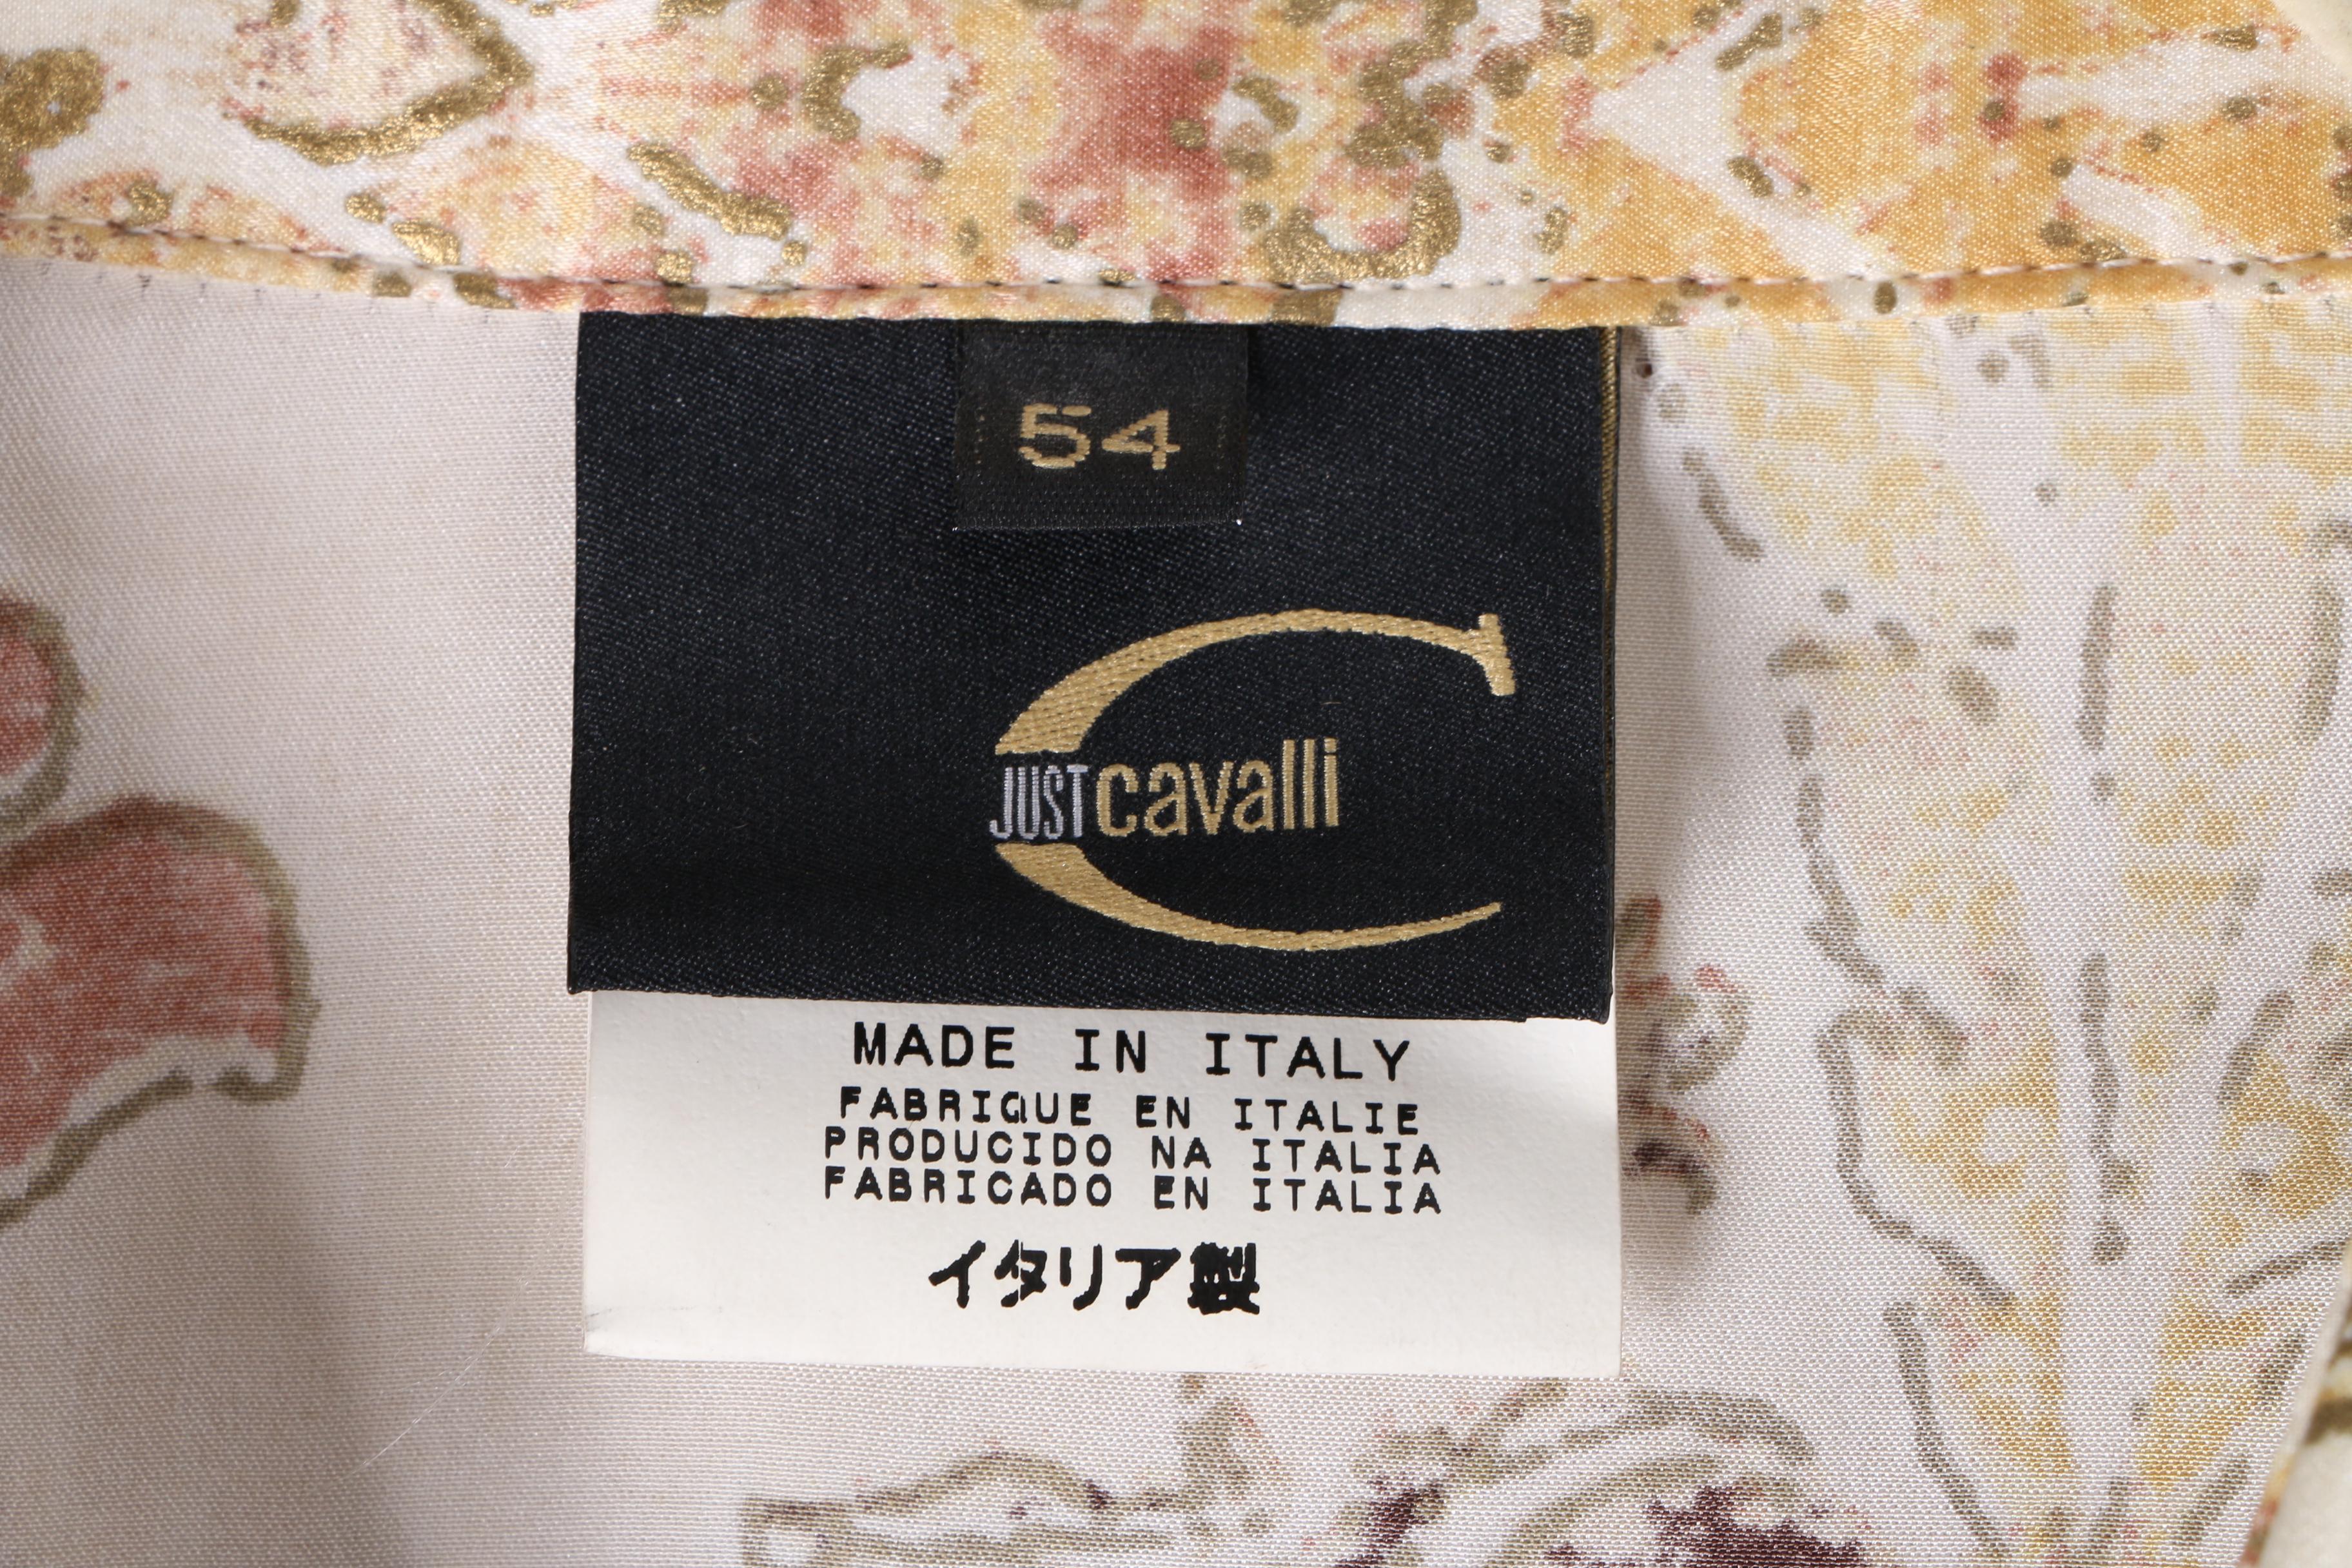 54
JUST cavalli
MADE IN ITALY
FABRIQUE EN ITALIE
PRODUCIDO NA ITALIA
FABRICADO EN ITALIA
イタリア製